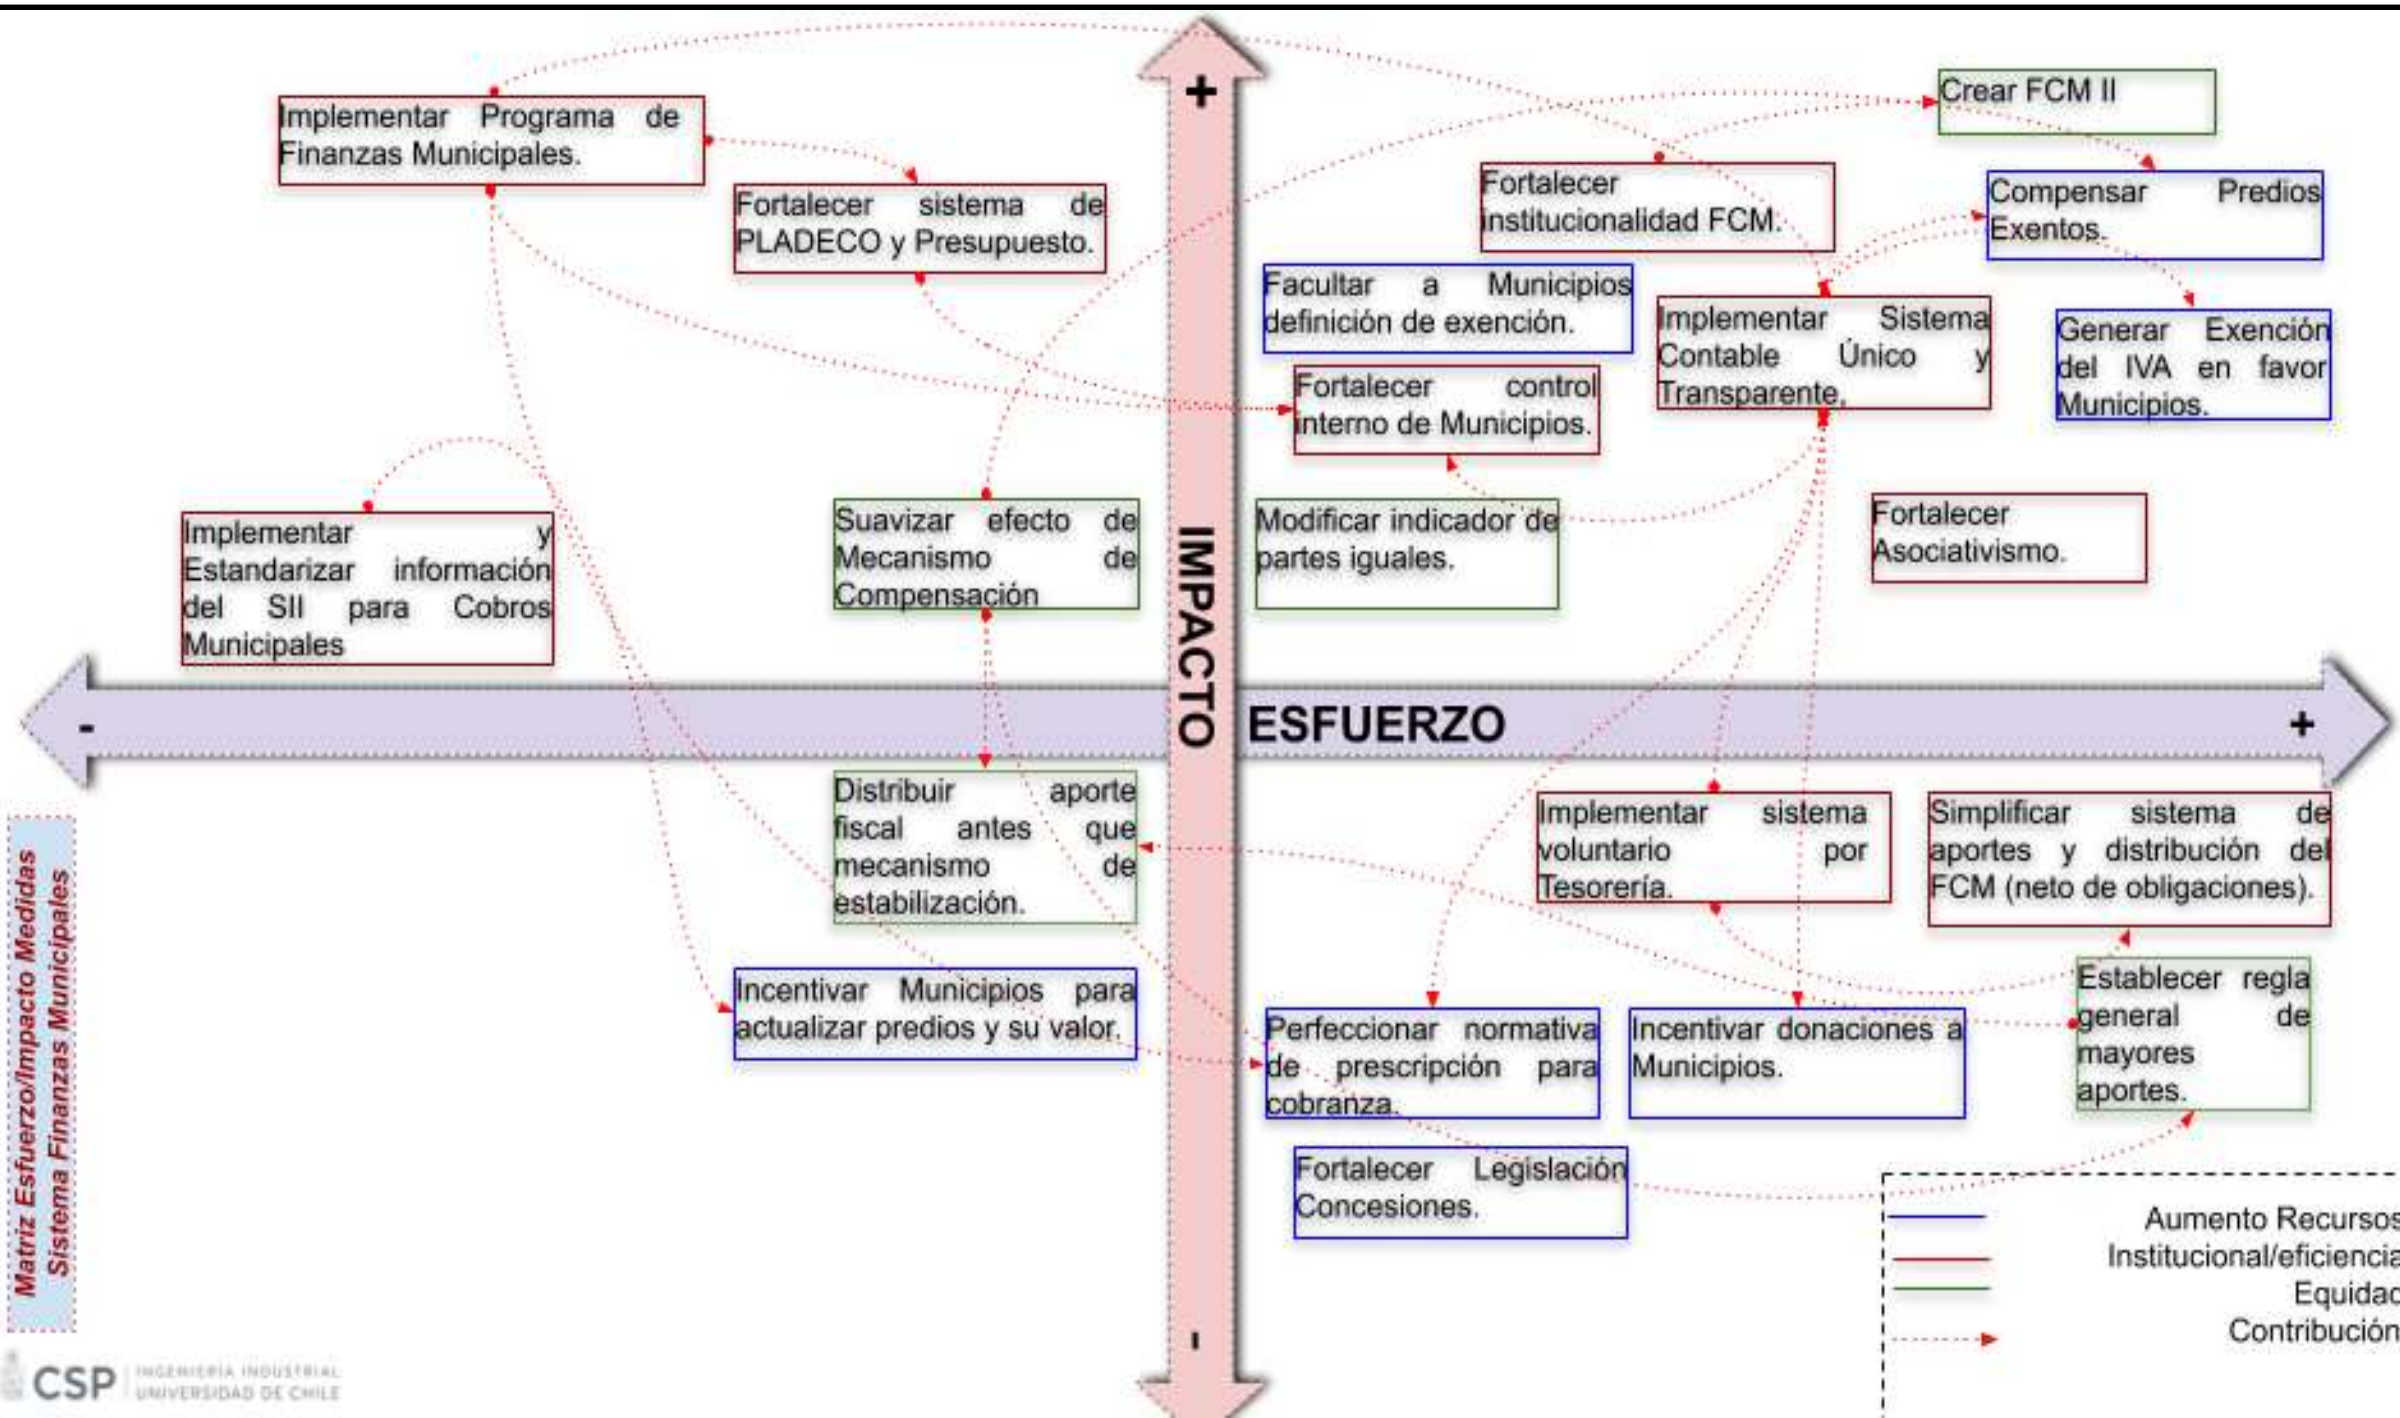 +
Implementar Programa de
Finanzas Municipales.
Fortalecer sistema de
PLADECO y Presupuesto.
Crear FCM II
Fortalecer
institucionalidad FCM.
Compensar Predios
Exentos.
Facultar a Municipios
definición de exención.
Implementar Sistema
Contable Único y
Transparente,
Generar Exención
del IVA en favor
Municipios.
Fortalecer control
interno de Municipios.
Implementar y
Estandarizar información
del SII para Cobros
Municipales
Suavizar efecto de
Mecanismo de
Compensación
Modificar indicador de
partes iguales.
Fortalecer
Asociativismo.
IMPACTO
-
ESFUERZO
+
Distribuir aporte
fiscal antes que
mecanismo de
estabilización.
Implementar sistema
voluntario por
Tesorería.
Simplificar sistema de
aportes y distribución del
FCM (neto de obligaciones).
Incentivar Municipios para
actualizar predios y su valor.
Perfeccionar normativa
de prescripción para
cobranza.
Incentivar donaciones a
Municipios.
Establecer regla
general de
mayores
aportes.
Fortalecer Legislación
Concesiones.
-
Matriz Esfuerzo/Impacto Medidas
Sistema Finanzas Municipales
Aumento Recursos
Institucional/eficiencia
Equidad
Contribución
CSP
INGENIERÍA INDUSTRIAL
UNIVERSIDAD DE CHILE